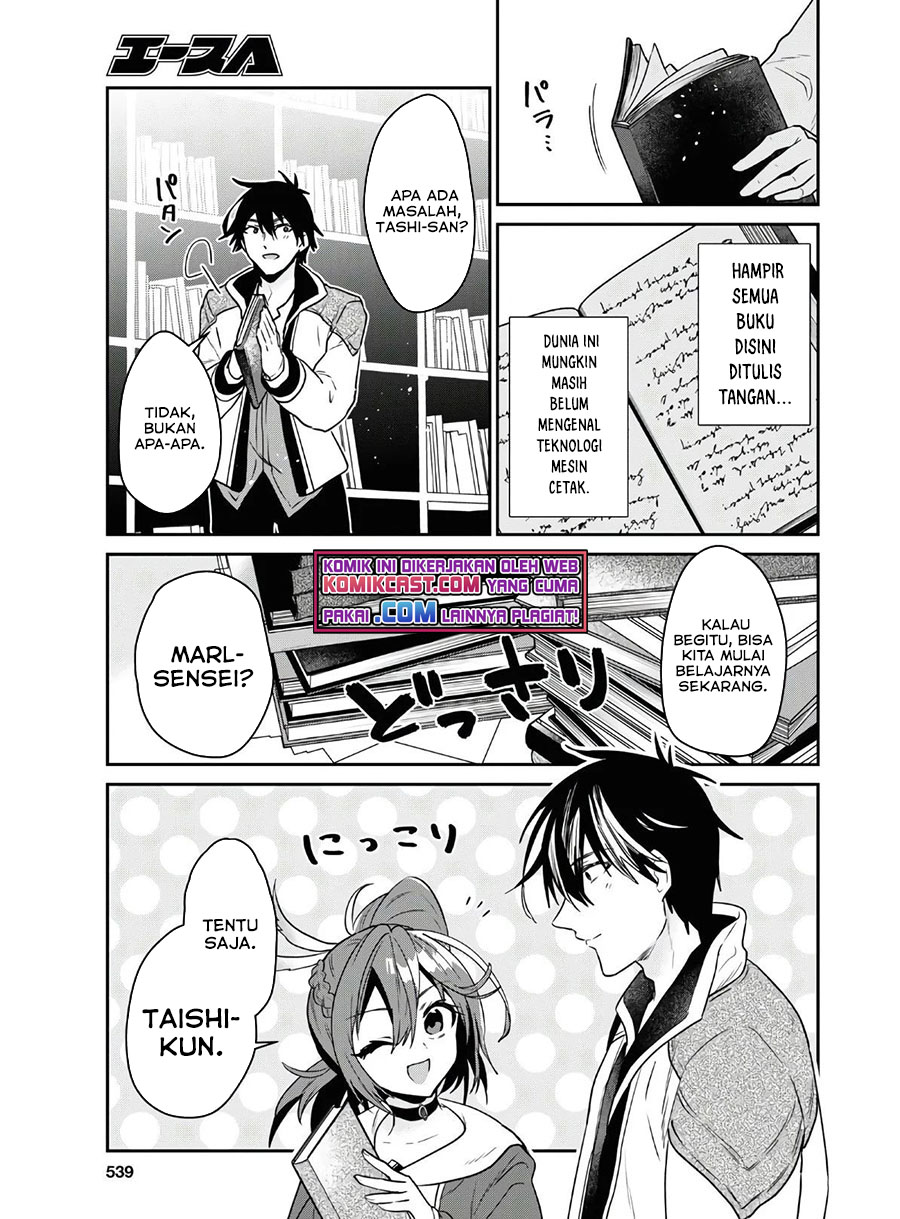 エースA
パラ…
HAMPIR
SEMUA
BUKU
DISINI
DITULIS
TANGAN...
DUNIA INI
MUNGKIN
MASIH
BELUM
MENGENAL
TEKNOLOGI
MESIN
CETAK.
APA ADA
MASALAH,
TASHI-SAN?
パタン
TIDAK,
BUKAN
APA-APA.
KOMIK INI DIKERJAKAN OLEH WEB
KOMIKCAST.COM YANG CUMA
PAKAI .COM LAINNYA PLAGIAT!
KALAU
BEGITU, BISA
KITA MULAI
BELAJARNYA
SEKARANG.
どっさり
MARL-
SENSEI?
にっこり
TENTU
SAJA.
TAISHI-
KUN.
539